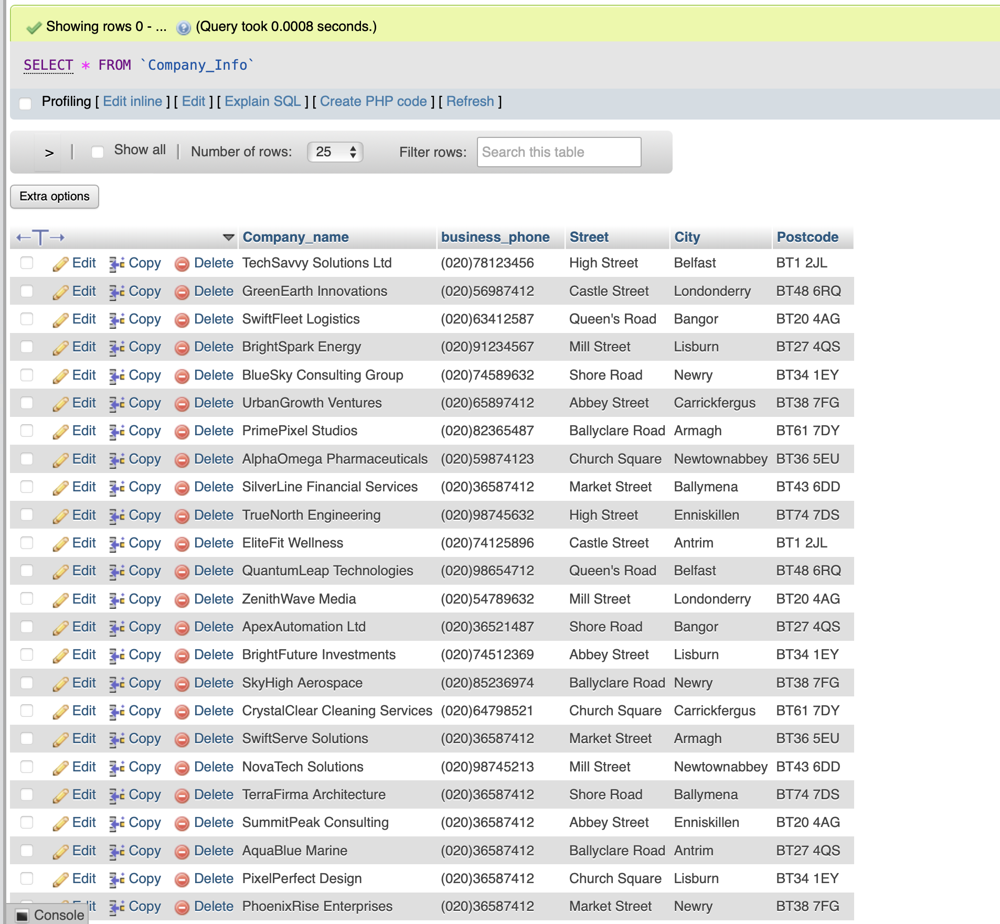 Showing rows 0 - ... (Query took 0.0008 seconds.)
SELECT * FROM `Company_Info`
Profiling [ Edit inline ] [ Edit ] [ Explain SQL ] [ Create PHP code ] [ Refresh ]
> | Show all | Number of rows: 25 Filter rows: Search this table
Extra options
←T→ Company_name business_phone Street City Postcode
Edit Copy Delete TechSavvy Solutions Ltd (020)78123456 High Street Belfast BT1 2JL
Edit Copy Delete GreenEarth Innovations (020)56987412 Castle Street Londonderry BT48 6RQ
Edit Copy Delete SwiftFleet Logistics (020)63412587 Queen's Road Bangor BT20 4AG
Edit Copy Delete BrightSpark Energy (020)91234567 Mill Street Lisburn BT27 4QS
Edit Copy Delete BlueSky Consulting Group (020)74589632 Shore Road Newry BT34 1EY
Edit Copy Delete UrbanGrowth Ventures (020)65897412 Abbey Street Carrickfergus BT38 7FG
Edit Copy Delete PrimePixel Studios (020)82365487 Ballyclare Road Armagh BT61 7DY
Edit Copy Delete AlphaOmega Pharmaceuticals (020)59874123 Church Square Newtownabbey BT36 5EU
Edit Copy Delete SilverLine Financial Services (020)36587412 Market Street Ballymena BT43 6DD
Edit Copy Delete TrueNorth Engineering (020)98745632 High Street Enniskillen BT74 7DS
Edit Copy Delete EliteFit Wellness (020)74125896 Castle Street Antrim BT1 2JL
Edit Copy Delete QuantumLeap Technologies (020)98654712 Queen's Road Belfast BT48 6RQ
Edit Copy Delete ZenithWave Media (020)54789632 Mill Street Londonderry BT20 4AG
Edit Copy Delete ApexAutomation Ltd (020)36521487 Shore Road Bangor BT27 4QS
Edit Copy Delete BrightFuture Investments (020)74512369 Abbey Street Lisburn BT34 1EY
Edit Copy Delete SkyHigh Aerospace (020)85236974 Ballyclare Road Newry BT38 7FG
Edit Copy Delete CrystalClear Cleaning Services (020)64798521 Church Square Carrickfergus BT61 7DY
Edit Copy Delete SwiftServe Solutions (020)36587412 Market Street Armagh BT36 5EU
Edit Copy Delete NovaTech Solutions (020)98745213 Mill Street Newtownabbey BT43 6DD
Edit Copy Delete TerraFirma Architecture (020)36587412 Shore Road Ballymena BT74 7DS
Edit Copy Delete SummitPeak Consulting (020)36587412 Abbey Street Enniskillen BT20 4AG
Edit Copy Delete AquaBlue Marine (020)36587412 Ballyclare Road Antrim BT27 4QS
Edit Copy Delete PixelPerfect Design (020)36587412 Church Square Lisburn BT34 1EY
Edit Copy Delete PhoenixRise Enterprises (020)36587412 Market Street Newry BT38 7FG
Console